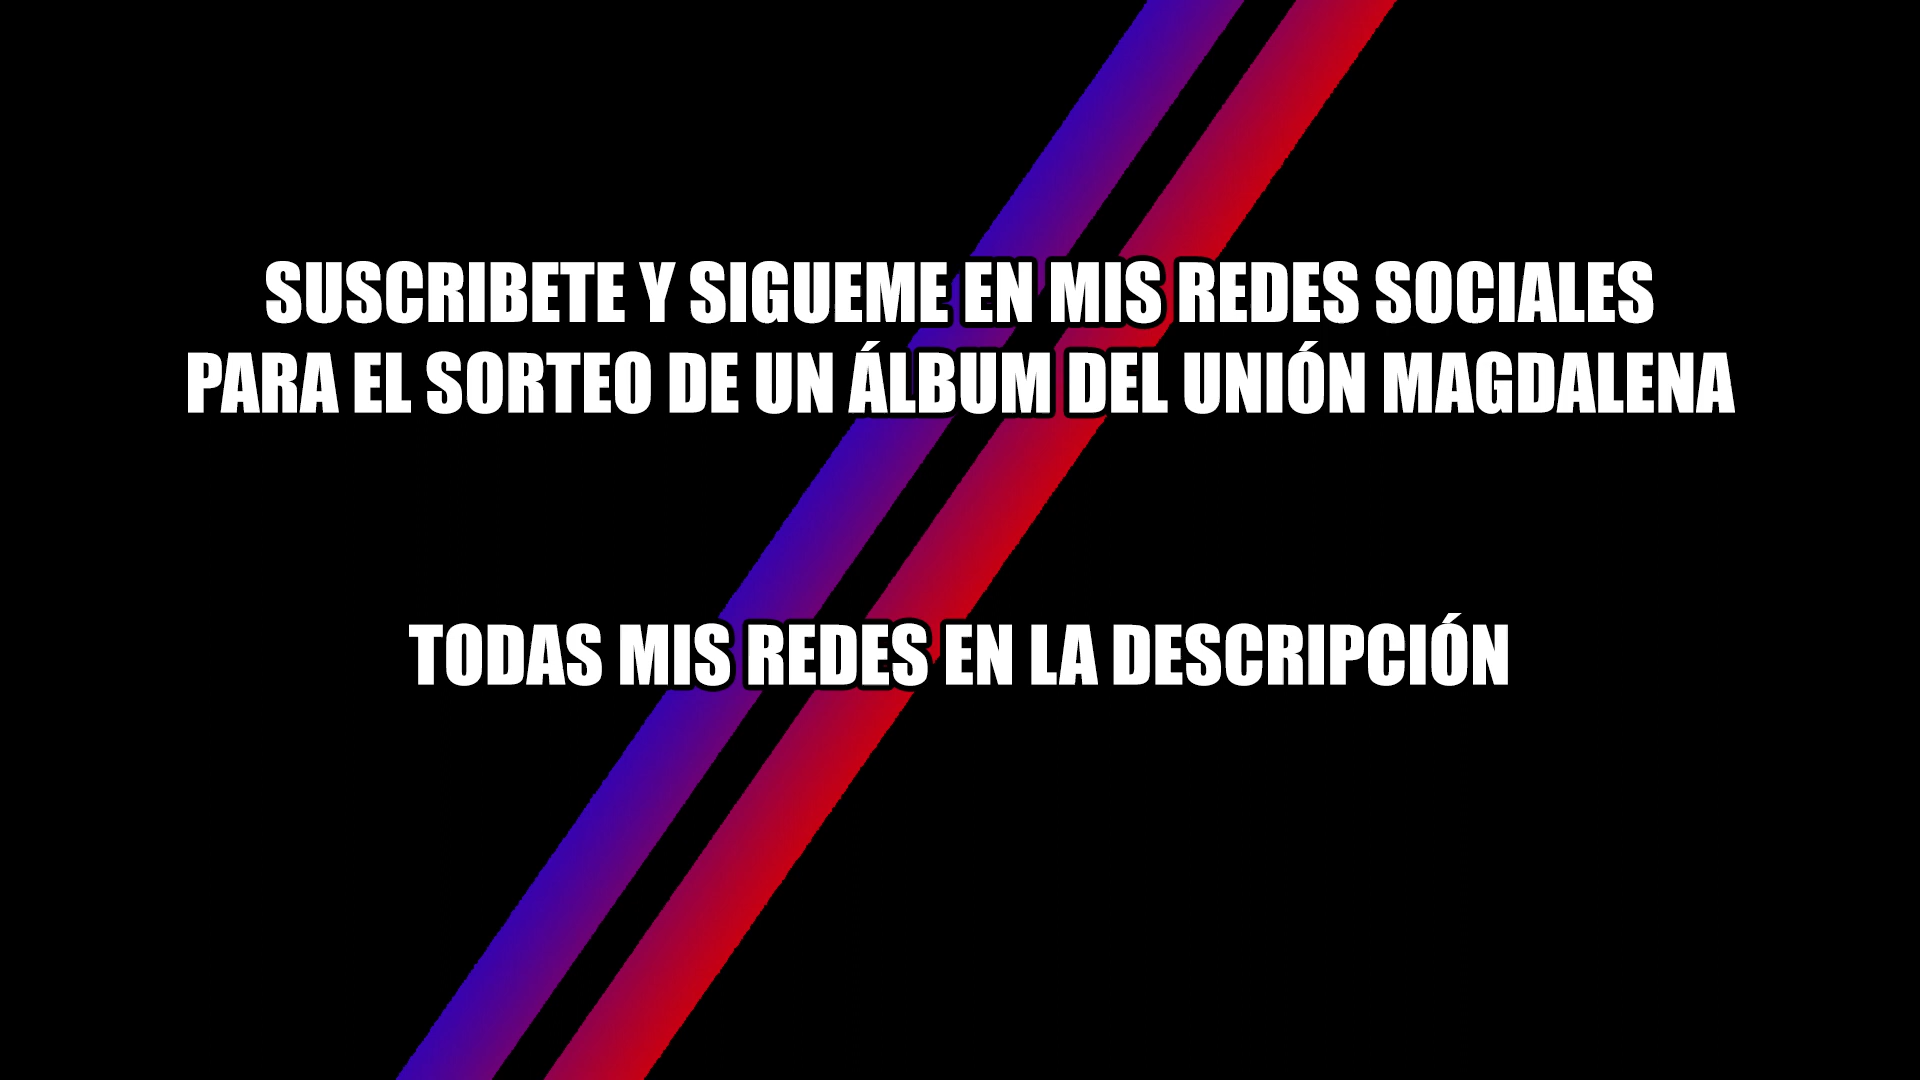 SUSCRIBETE Y SIGUEME EN MIS REDES SOCIALES
PARA EL SORTEO DE UN ÁLBUM DEL UNIÓN MAGDALENA
TODAS MIS REDES EN LA DESCRIPCIÓN